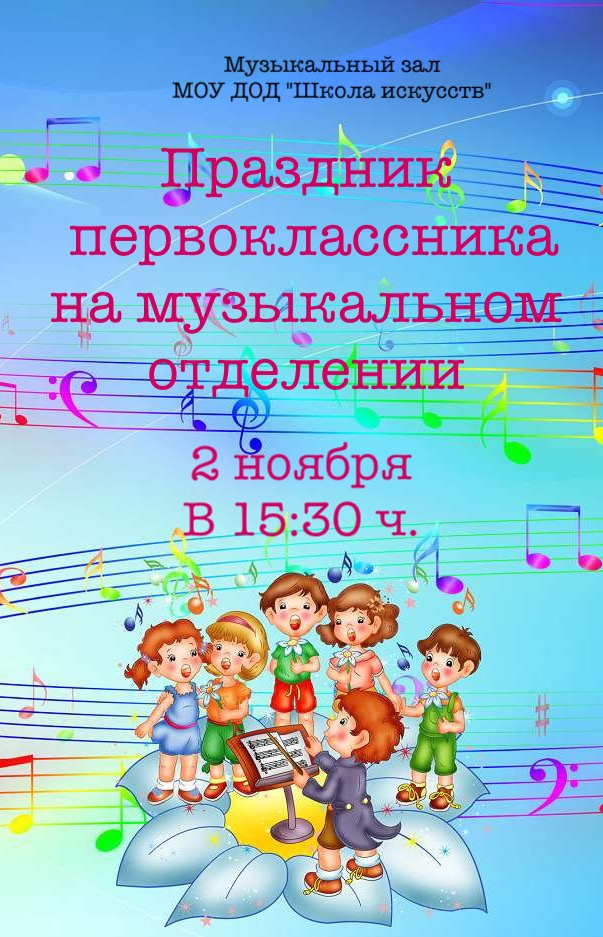 Музыкальный зал
МОУ ДОД "Школа искусств"
Праздник
первоклассника
на музыкальном
отделении
2 ноября
В 15:30 ч.